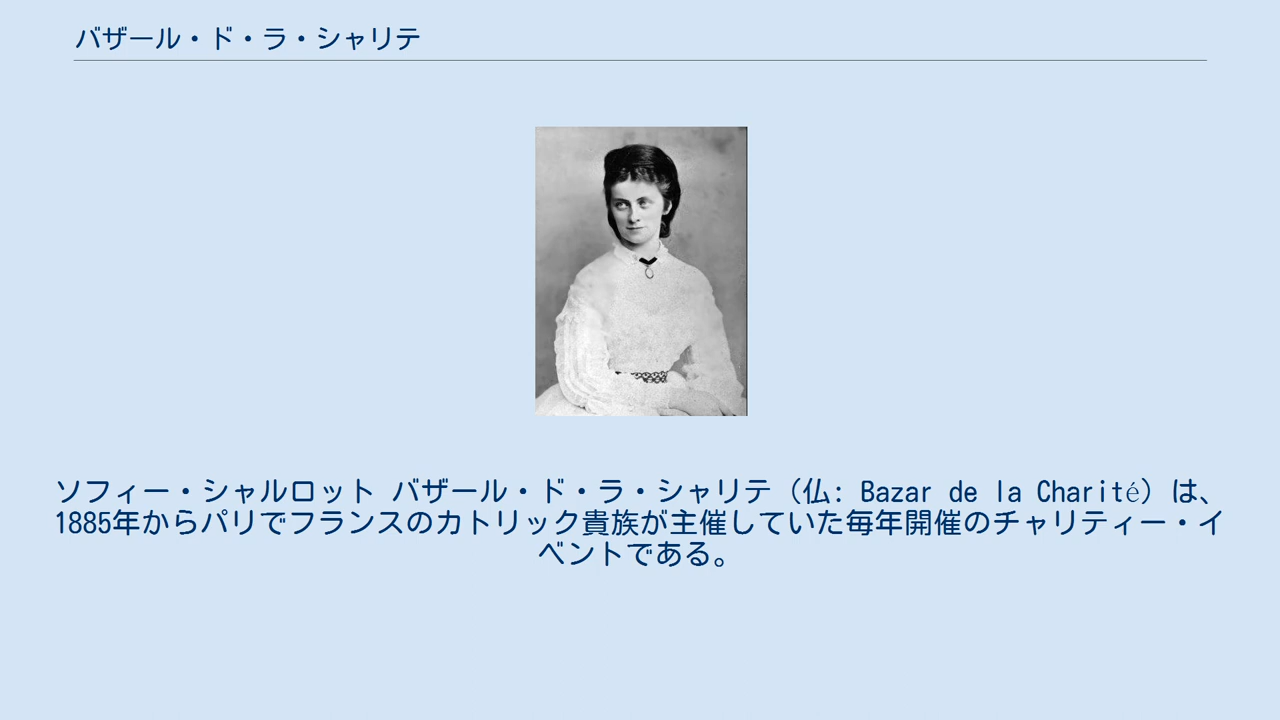 バザール・ド・ラ・シャリテ
ソフィー・シャルロット バザール・ド・ラ・シャリテ（仏: Bazar de la Charité）は、
1885年からパリでフランスのカトリック貴族が主催していた毎年開催のチャリティー・イ
ベントである。